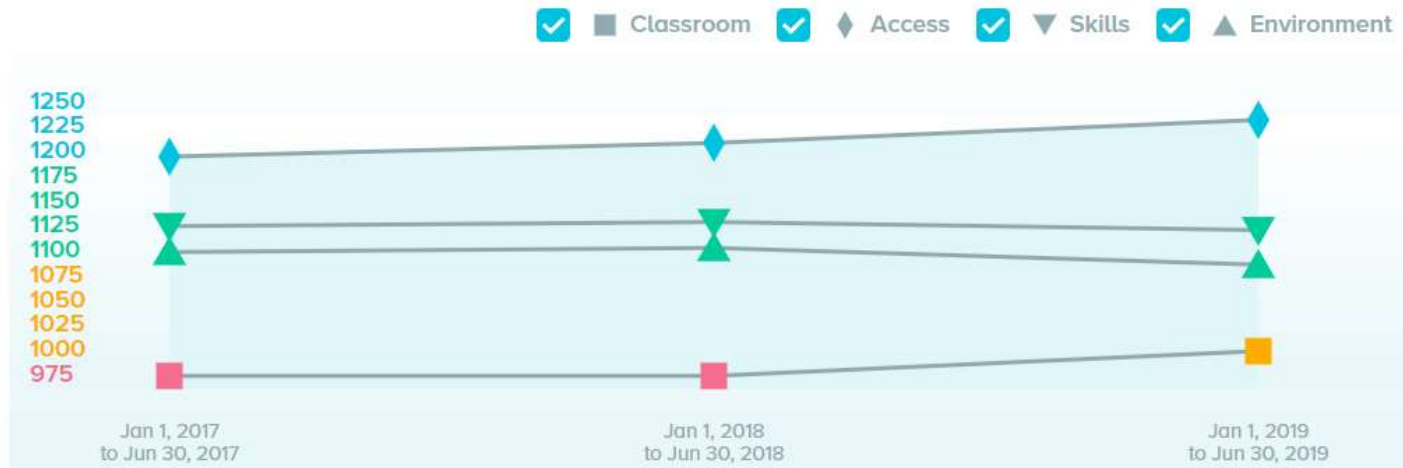 Classroom Access Skills Environment
1250
1225
1200
1175
1150
1125
1100
1075
1050
1025
1000
975
Jan 1, 2017
to Jun 30, 2017
Jan 1, 2018
to Jun 30, 2018
Jan 1, 2019
to Jun 30, 2019